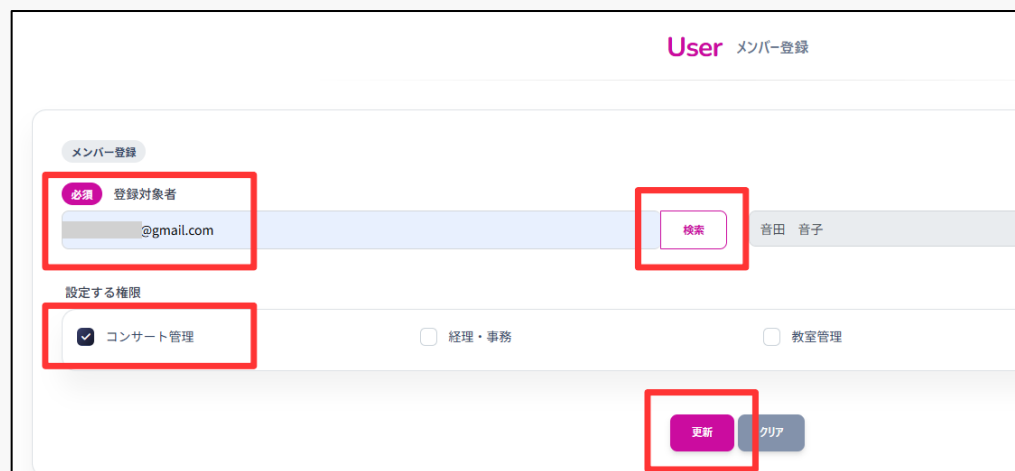 User メンバー登録
メンバー登録
必須 登録対象者
@gmail.com 検索 音田 音子
設定する権限
コンサート管理 経理・事務 教室管理
更新 クリア